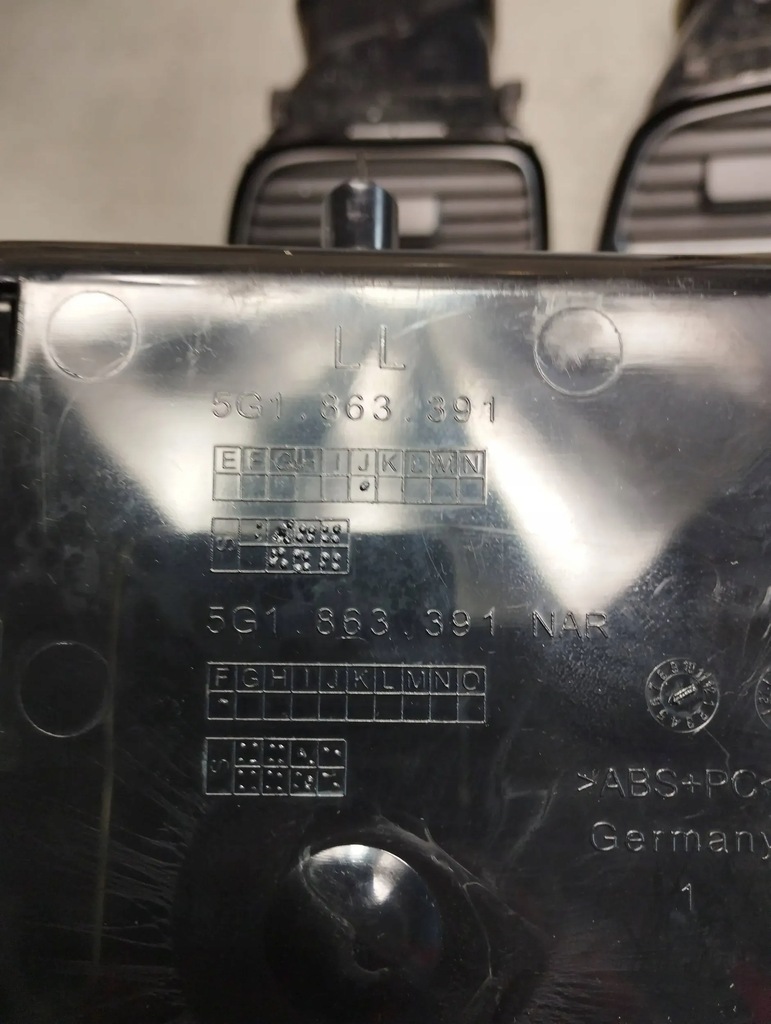 LL
5G1.863.391
E F G H I J K L M N
S
5G1.863.391 NAR
F G H I J K L M N O
S
>ABS+PC<
Germany
1